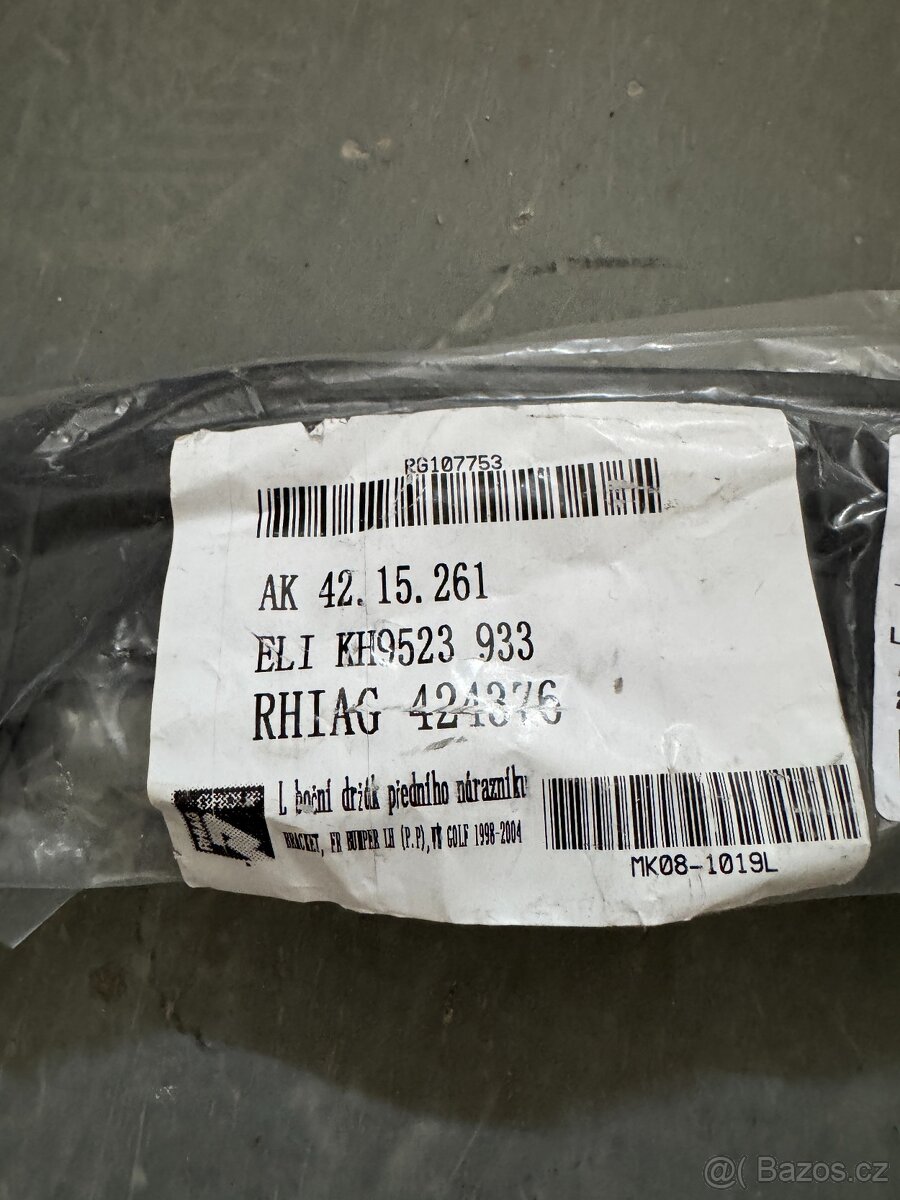 RG107753
AK 42.15.261
ELI KH9523 933
RHIAG 424376
L boční držák předního nárazníku
BRACKET, FR BUMPER LH (P.P), VW GOLF 1998-2004
MK08-1019L
RHIAG
L
@( Bazos.cz